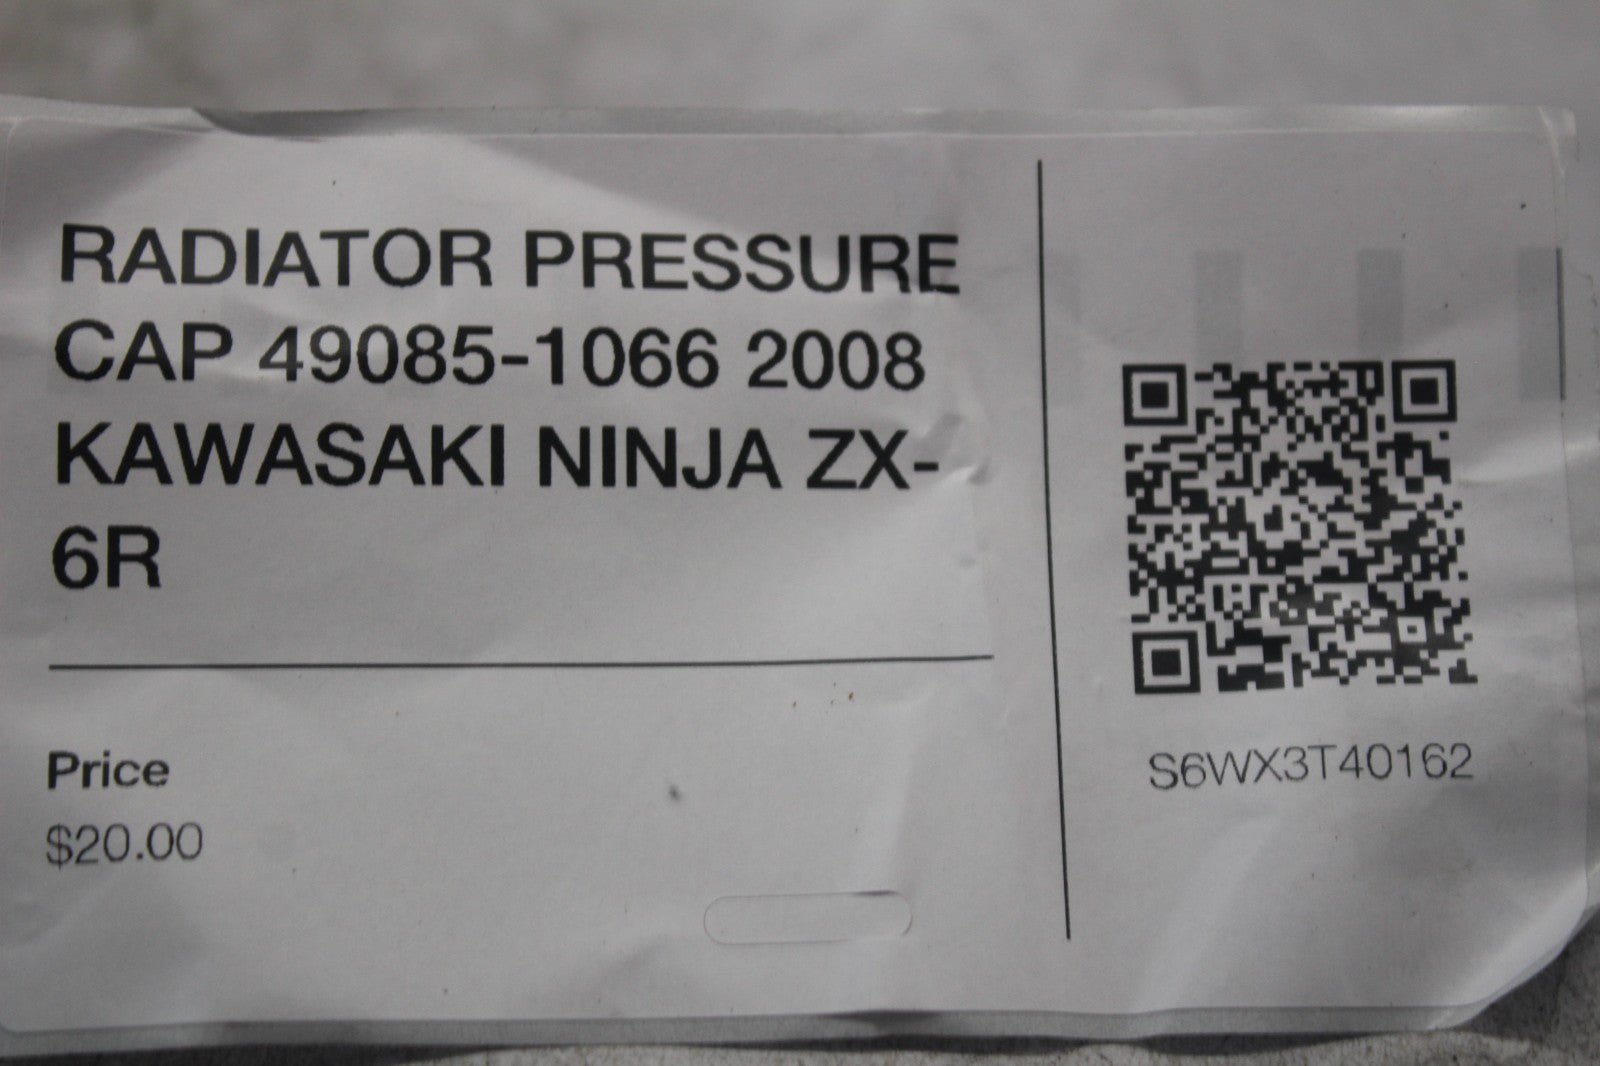 RADIATOR PRESSURE
CAP 49085-1066 2008
KAWASAKI NINJA ZX-
6R
Price
$20.00
S6WX3T40162